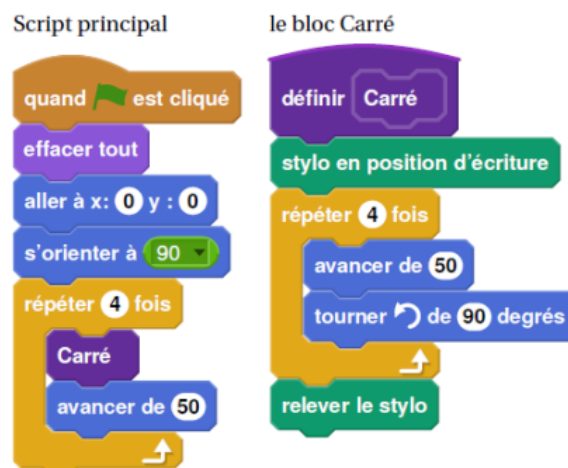 Script principal
quand est cliqué
effacer tout
aller à x: 0 y : 0
s'orienter à 90
répéter 4 fois
Carré
avancer de 50
le bloc Carré
définir Carré
stylo en position d'écriture
répéter 4 fois
avancer de 50
tourner de 90 degrés
relever le stylo